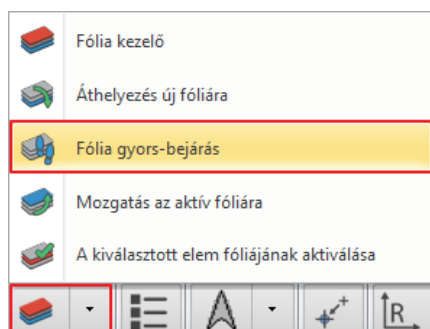 Fólia kezelő
Áthelyezés új fóliára
Fólia gyors-bejárás
Mozgatás az aktív fóliára
A kiválasztott elem fóliájának aktiválása
R